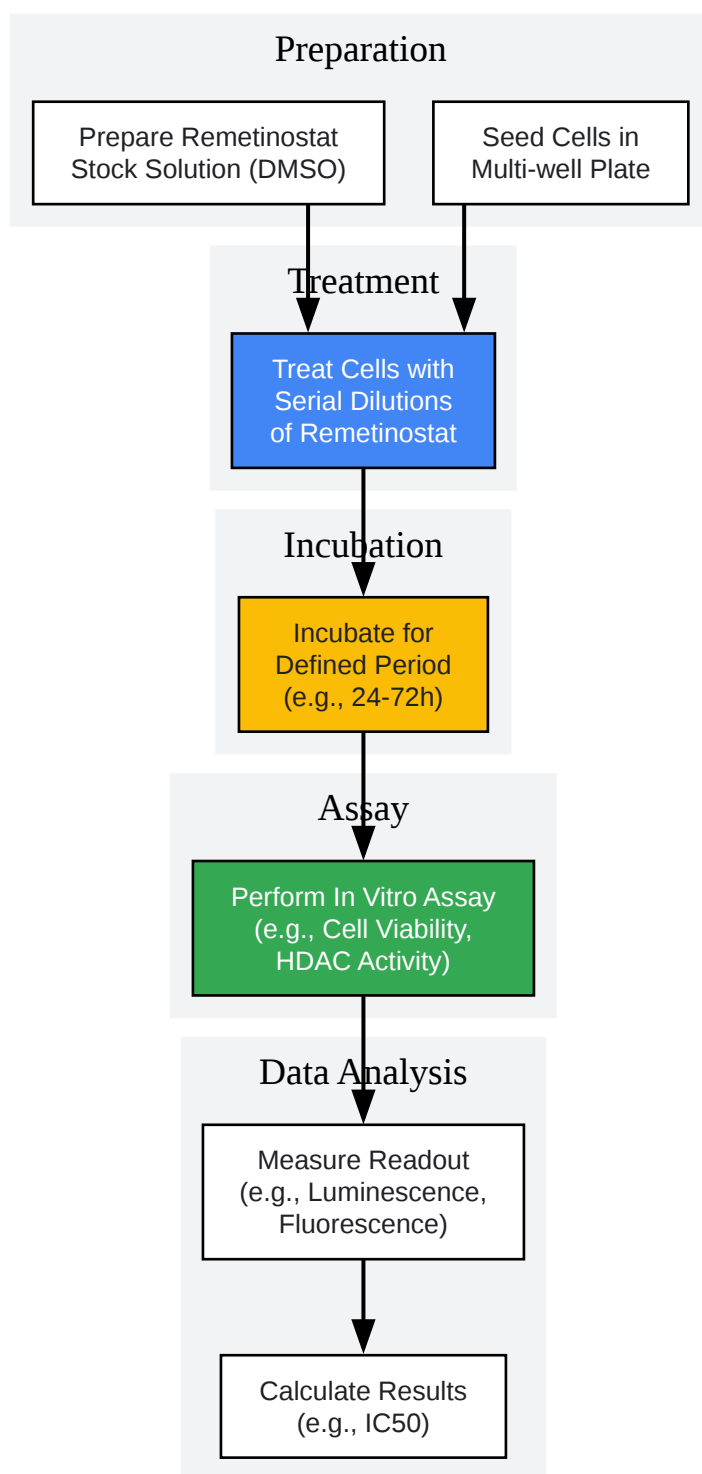 Preparation
Prepare Remetinostat
Stock Solution (DMSO)
Seed Cells in
Multi-well Plate
Treatment
Treat Cells with
Serial Dilutions
of Remetinostat
Incubation
Incubate for
Defined Period
(e.g., 24-72h)
Assay
Perform In Vitro Assay
(e.g., Cell Viability,
HDAC Activity)
Data Analysis
Measure Readout
(e.g., Luminescence,
Fluorescence)
Calculate Results
(e.g., IC50)